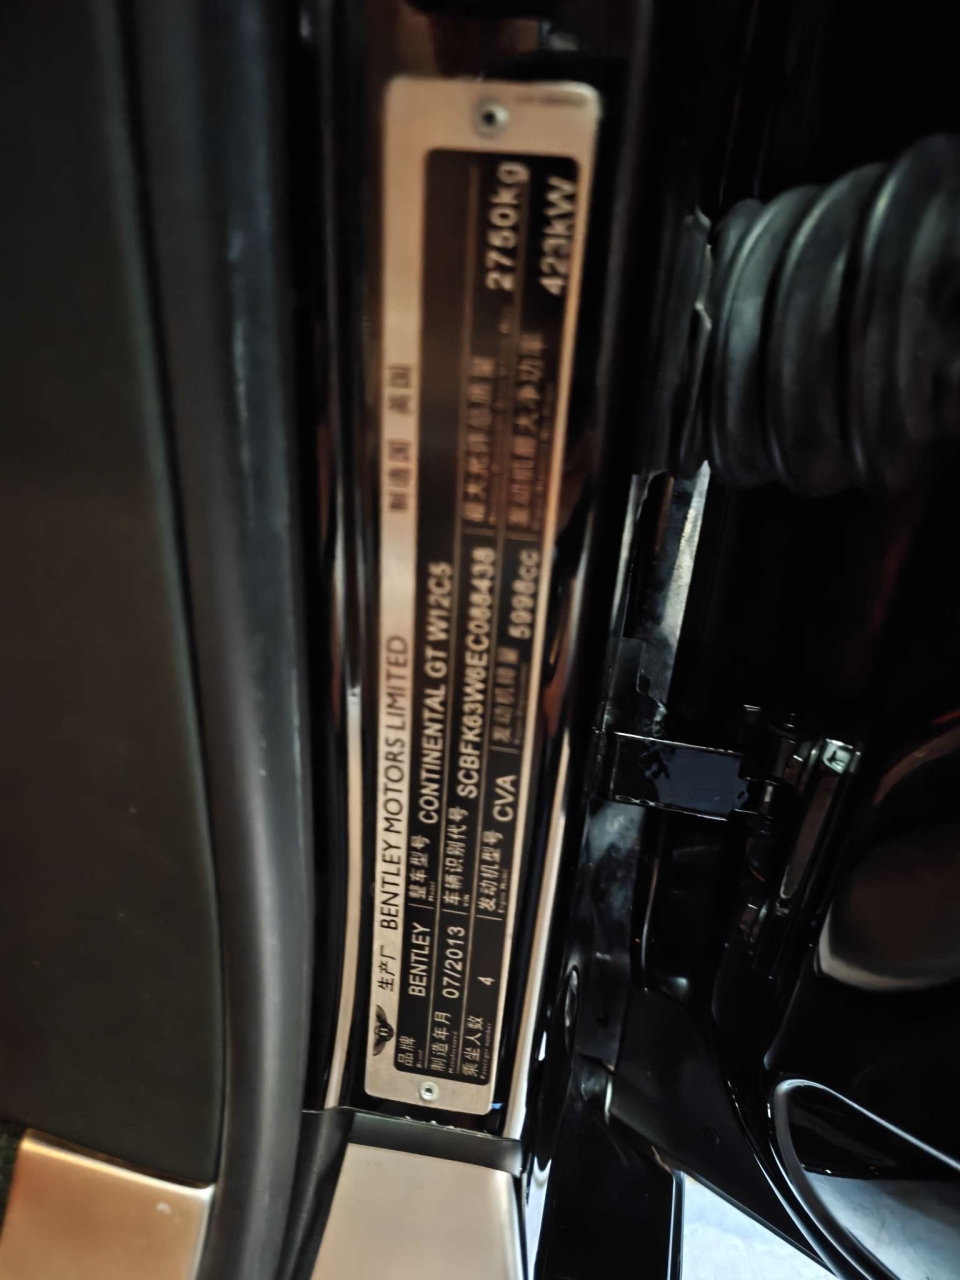 生产厂 BENTLEY MOTORS LIMITED 制造国 英国
品牌 BENTLEY 整车型号 CONTINENTAL GT W12C5
制造年月 07/2013 车辆识别代号 SCBFK63W6EC088438 最大允许总质量 2760kg
乘坐人数 4 发动机型号 CVA 发动机排量 5998cc 发动机最大净功率 423kW